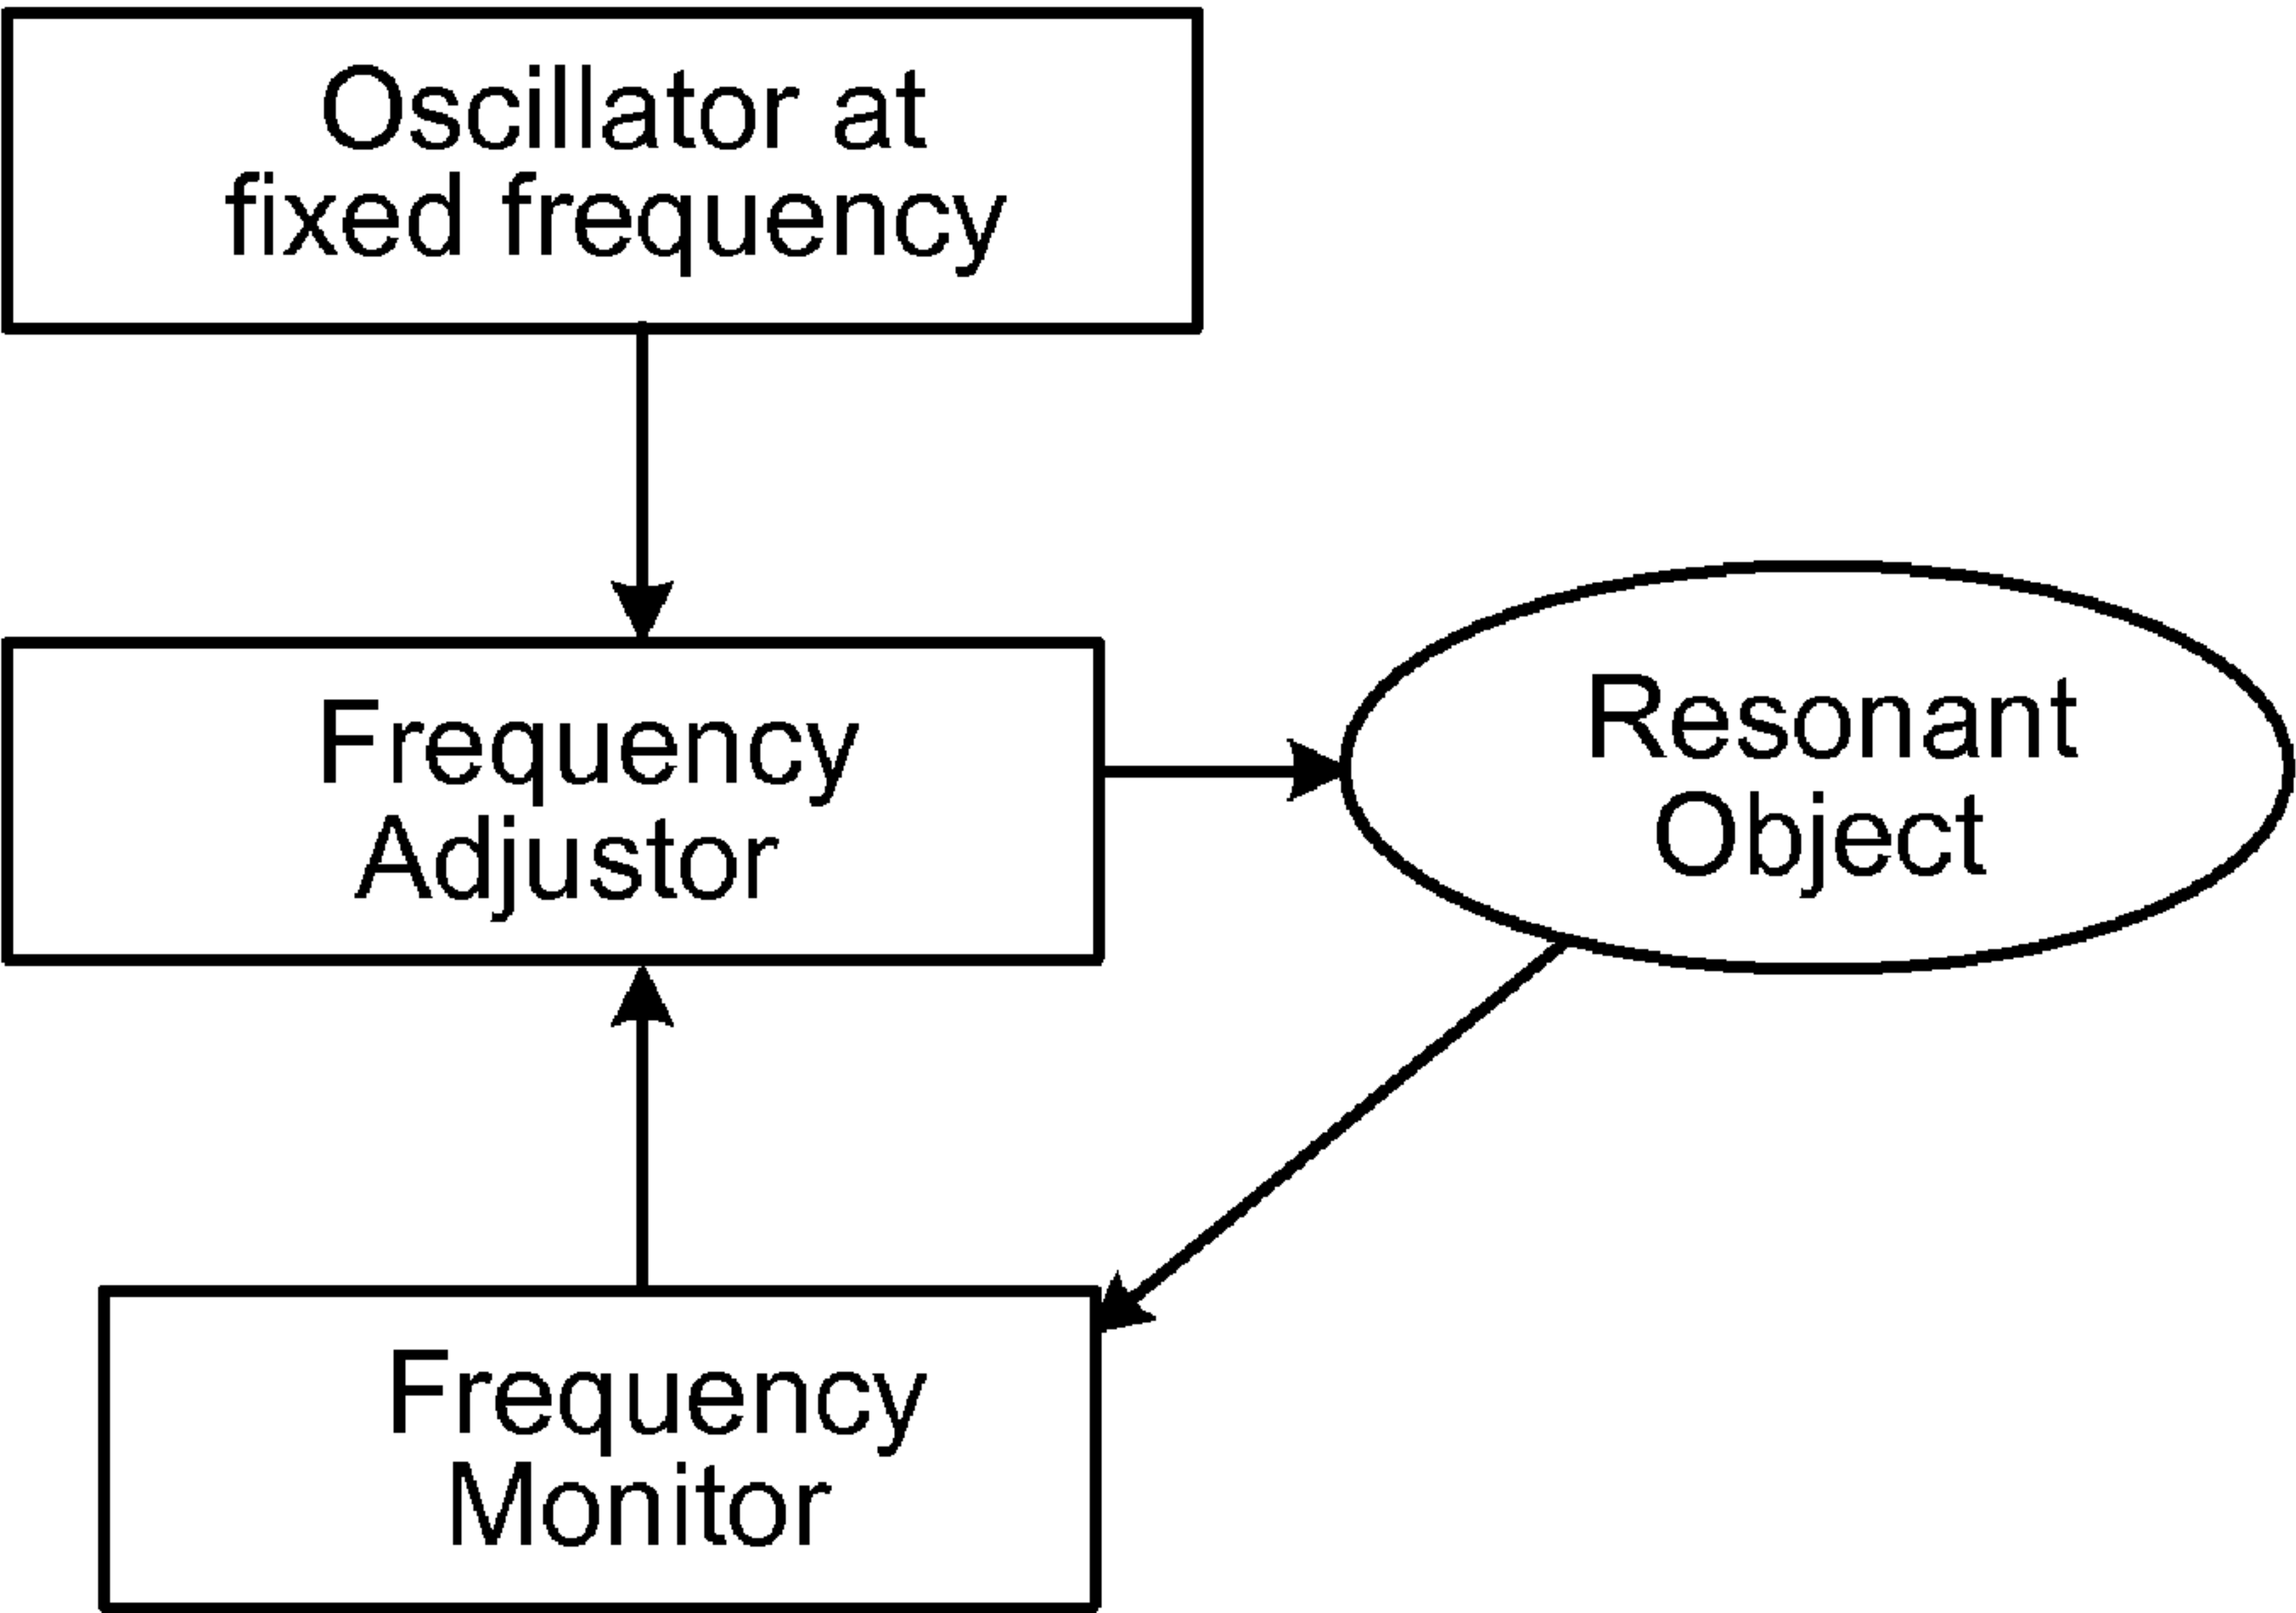 Oscillator at
fixed frequency
Frequency
Adjustor
Resonant
Object
Frequency
Monitor